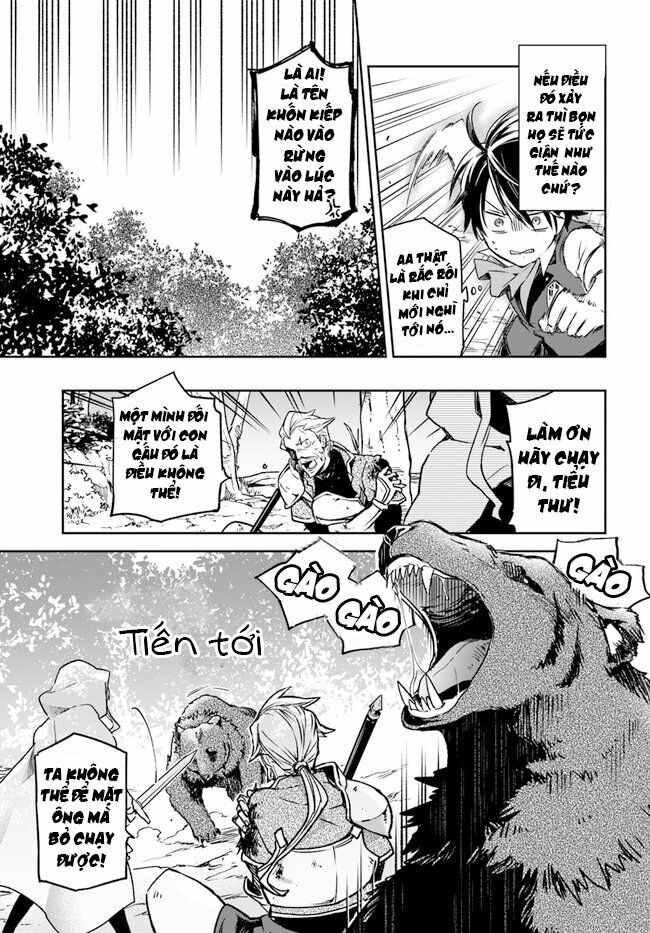 NẾU ĐIỀU
ĐÓ XẢY
RA THÌ BỌN
HỌ SẼ TỨC
GIẬN NHƯ
THẾ NÀO
CHỨ?
AA THẬT
LÀ RẮC RỐI
KHI CHỈ
MỚI NGHĨ
TỚI NÓ...
LÀ AI!
LÀ TÊN
KHỐN KIẾP
NÀO VÀO
RỪNG
VÀO LÚC
NÀY HẢ?
LÀM ƠN
HÃY CHẠY
ĐI, TIỂU
THƯ!
MỘT MÌNH ĐỐI
MẶT VỚI CON
GẤU ĐÓ LÀ
ĐIỀU KHÔNG
THỂ!
GÀO
GÀO
GÀO
Tiến tới
TA KHÔNG
THỂ ĐỂ MẶT
ÔNG MÀ
BỎ CHẠY
ĐƯỢC!